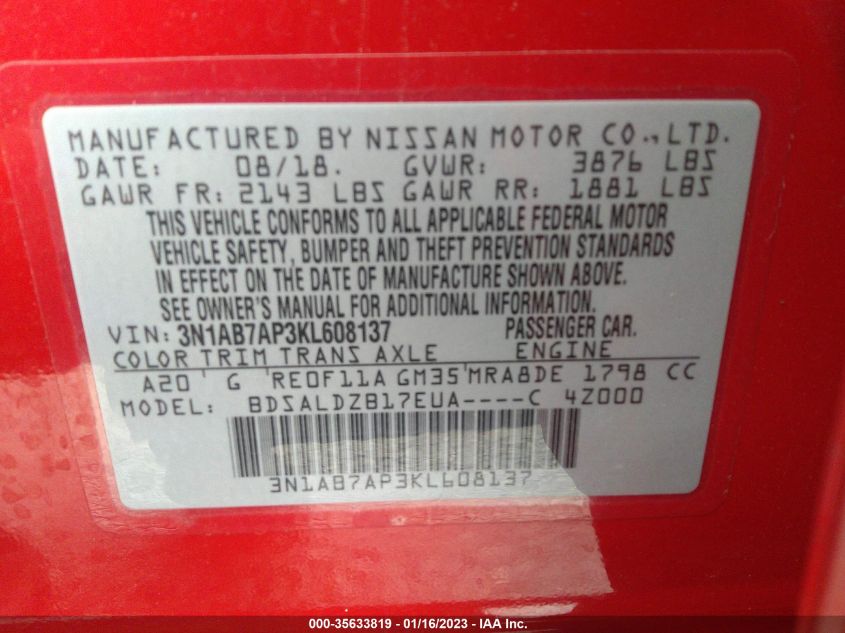 MANUFACTURED BY NISSAN MOTOR CO., LTD.
DATE: 08/18. GVWR: 3876 LBS
GAWR FR: 2143 LBS GAWR RR: 1881 LBS
THIS VEHICLE CONFORMS TO ALL APPLICABLE FEDERAL MOTOR
VEHICLE SAFETY, BUMPER AND THEFT PREVENTION STANDARDS
IN EFFECT ON THE DATE OF MANUFACTURE SHOWN ABOVE.
SEE OWNER'S MANUAL FOR ADDITIONAL INFORMATION.
VIN: 3N1AB7AP3KL608137 PASSENGER CAR.
COLOR TRIM TRANS AXLE ENGINE
A20 G RE0F11A GM35 MRA8DE 1798 CC
MODEL: BDSALDZB17EUA----C 4Z000
3N1AB7AP3KL608137
000-35633819 - 01/16/2023 - IAA Inc.